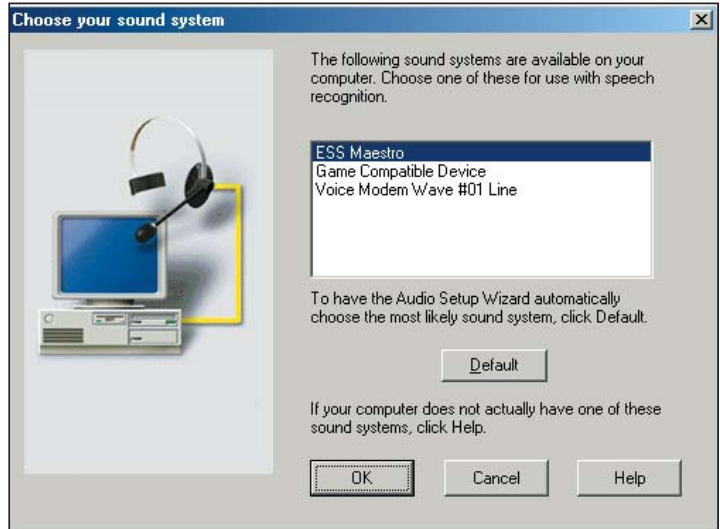 Choose your sound system
The following sound systems are available on your
computer. Choose one of these for use with speech
recognition.
ESS Maestro
Game Compatible Device
Voice Modem Wave #01 Line
To have the Audio Setup Wizard automatically
choose the most likely sound system, click Default.
Default
If your computer does not actually have one of these
sound systems, click Help.
OK
Cancel
Help